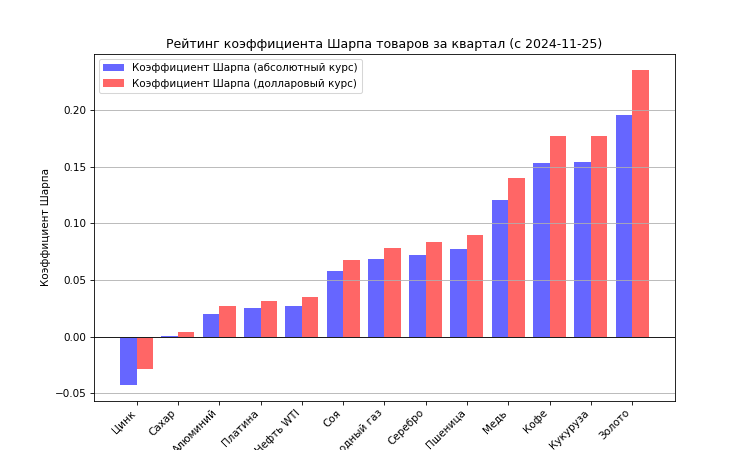 Рейтинг коэффициента Шарпа товаров за квартал (с 2024-11-25)
Коэффициент Шарпа (абсолютный курс)
Коэффициент Шарпа (долларовый курс)
Коэффициент Шарпа
0.20
0.15
0.10
0.05
0.00
−0.05
Цинк
Сахар
Алюминий
Платина
Нефть WTI
Соя
одный газ
Серебро
Пшеница
Медь
Кофе
Кукуруза
Золото